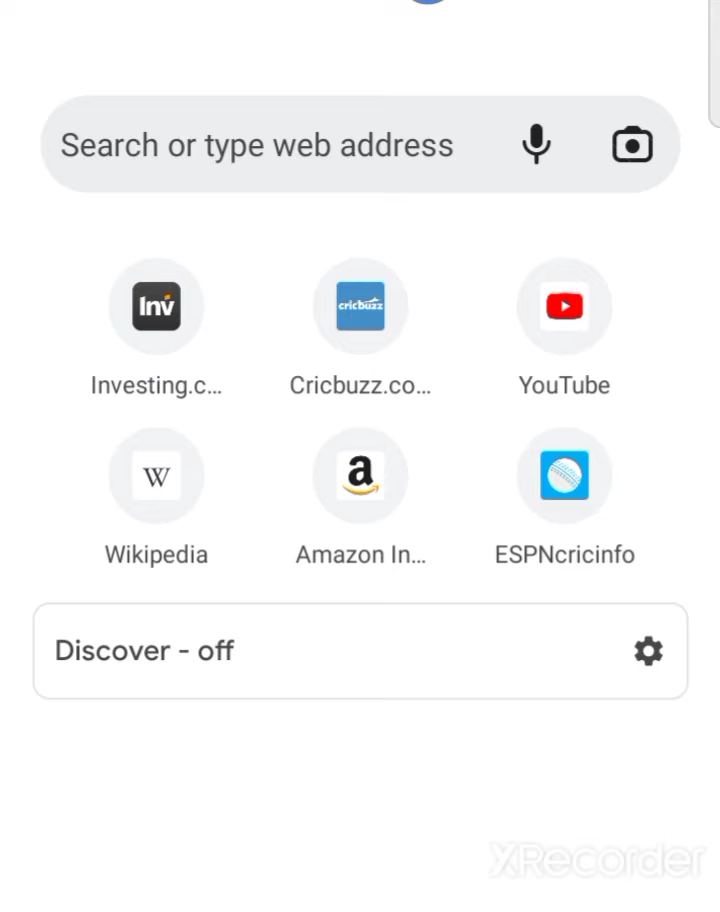 Search or type web address
Inv
cricbuzz
Investing.c...
Cricbuzz.co...
YouTube
W
a
Wikipedia
Amazon In...
ESPNcricinfo
Discover - off
XRecorder